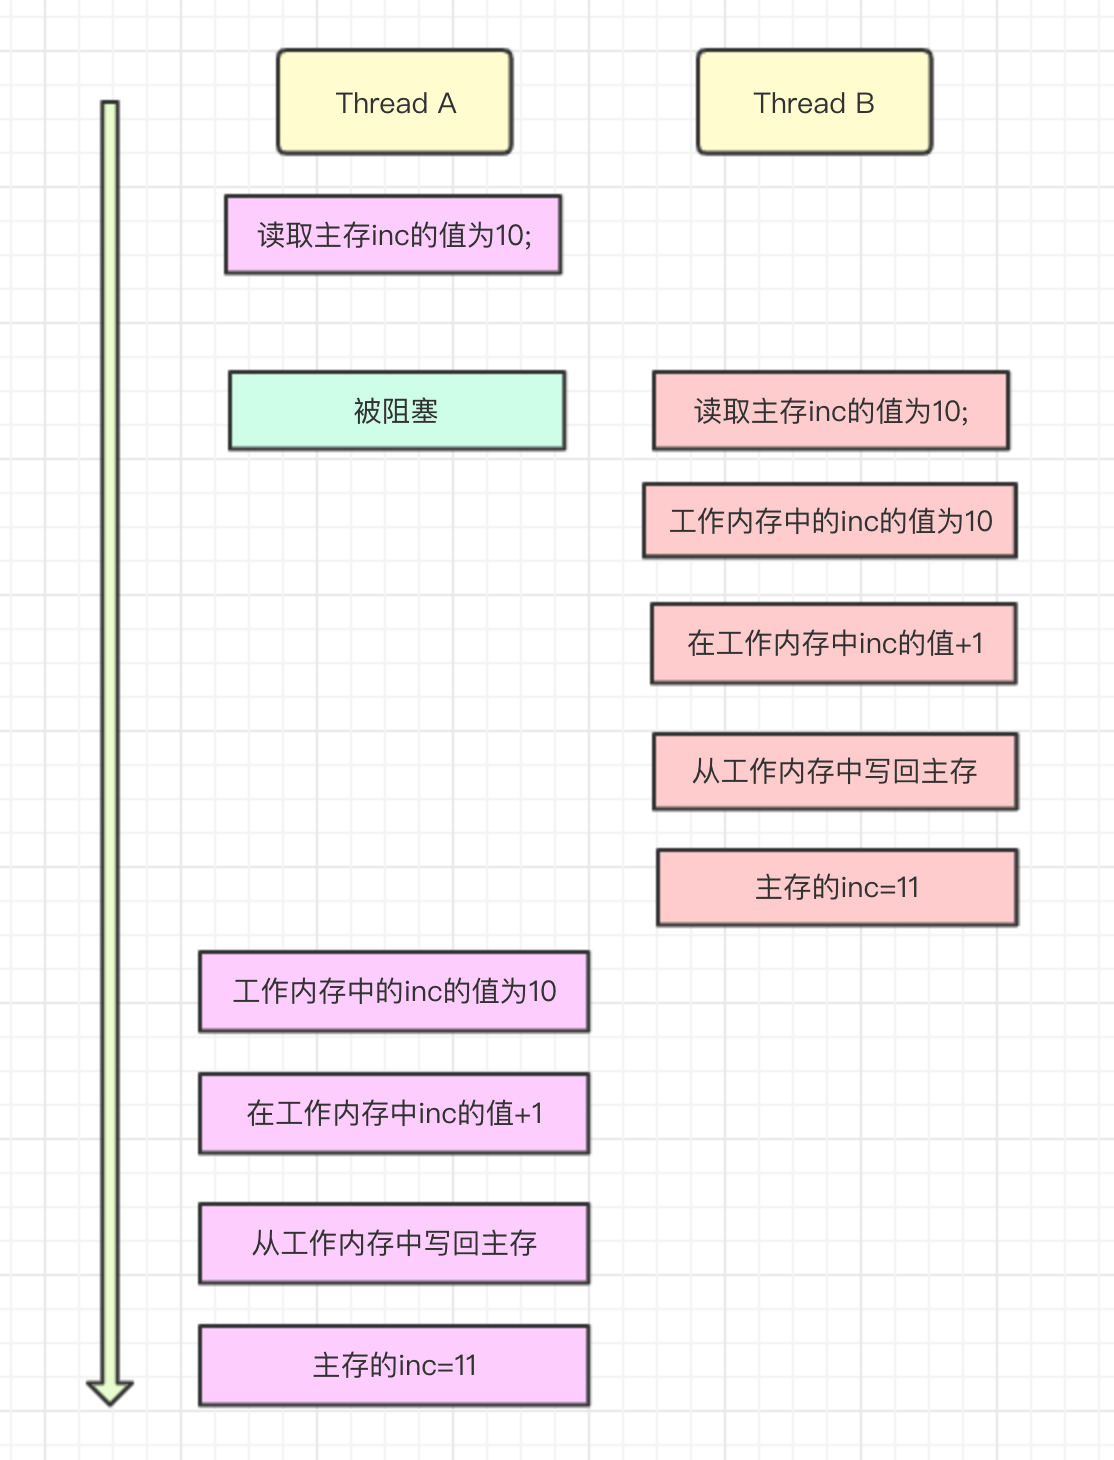 Thread A
Thread B
读取主存inc的值为10;
被阻塞
读取主存inc的值为10;
工作内存中的inc的值为10
在工作内存中inc的值+1
从工作内存中写回主存
主存的inc=11
工作内存中的inc的值为10
在工作内存中inc的值+1
从工作内存中写回主存
主存的inc=11